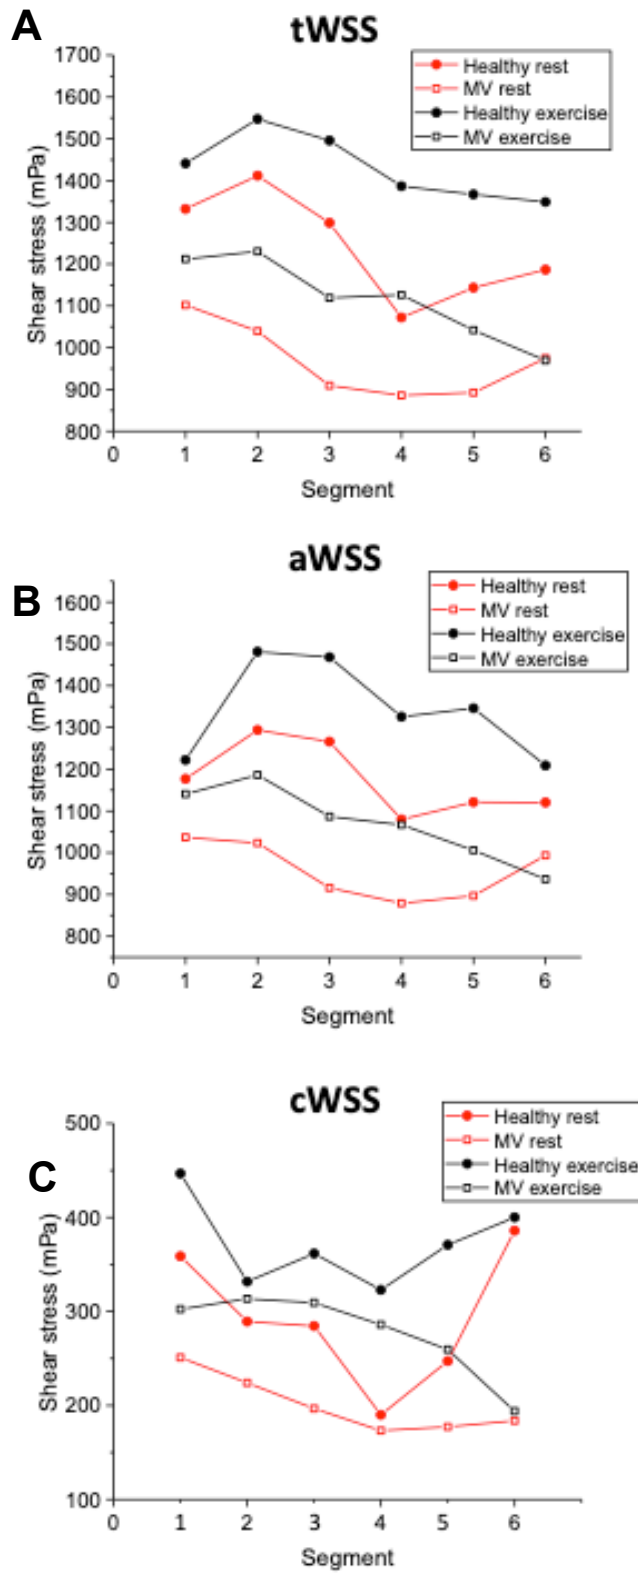 A
tWSS
Healthy rest
MV rest
Healthy exercise
MV exercise
Shear stress (mPa)
1700
1600
1500
1400
1300
1200
1100
1000
900
800
0 1 2 3 4 5 6
Segment
B
aWSS
Healthy rest
MV rest
Healthy exercise
MV exercise
Shear stress (mPa)
1600
1500
1400
1300
1200
1100
1000
900
800
0 1 2 3 4 5 6
Segment
C
cWSS
Healthy rest
MV rest
Healthy exercise
MV exercise
Shear stress (mPa)
500
400
300
200
100
0 1 2 3 4 5 6
Segment